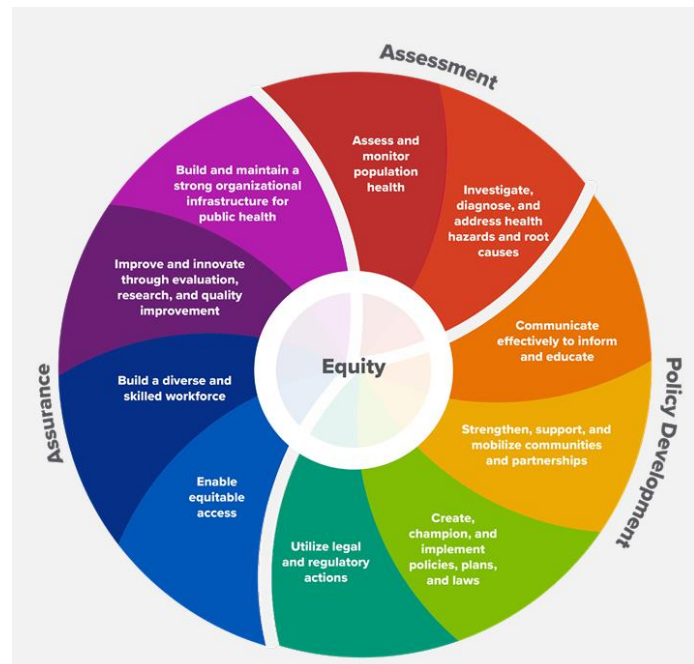 Assessment
Assess and
monitor
population
health
Investigate,
diagnose, and
address health
hazards and root
causes
Policy Development
Communicate
effectively to inform
and educate
Strengthen, support, and
mobilize communities
and partnerships
Create,
champion, and
implement
policies, plans,
and laws
Utilize legal
and regulatory
actions
Assurance
Enable
equitable
access
Build a diverse and
skilled workforce
Improve and innovate
through evaluation,
research, and quality
improvement
Build and maintain a
strong organizational
infrastructure for
public health
Equity